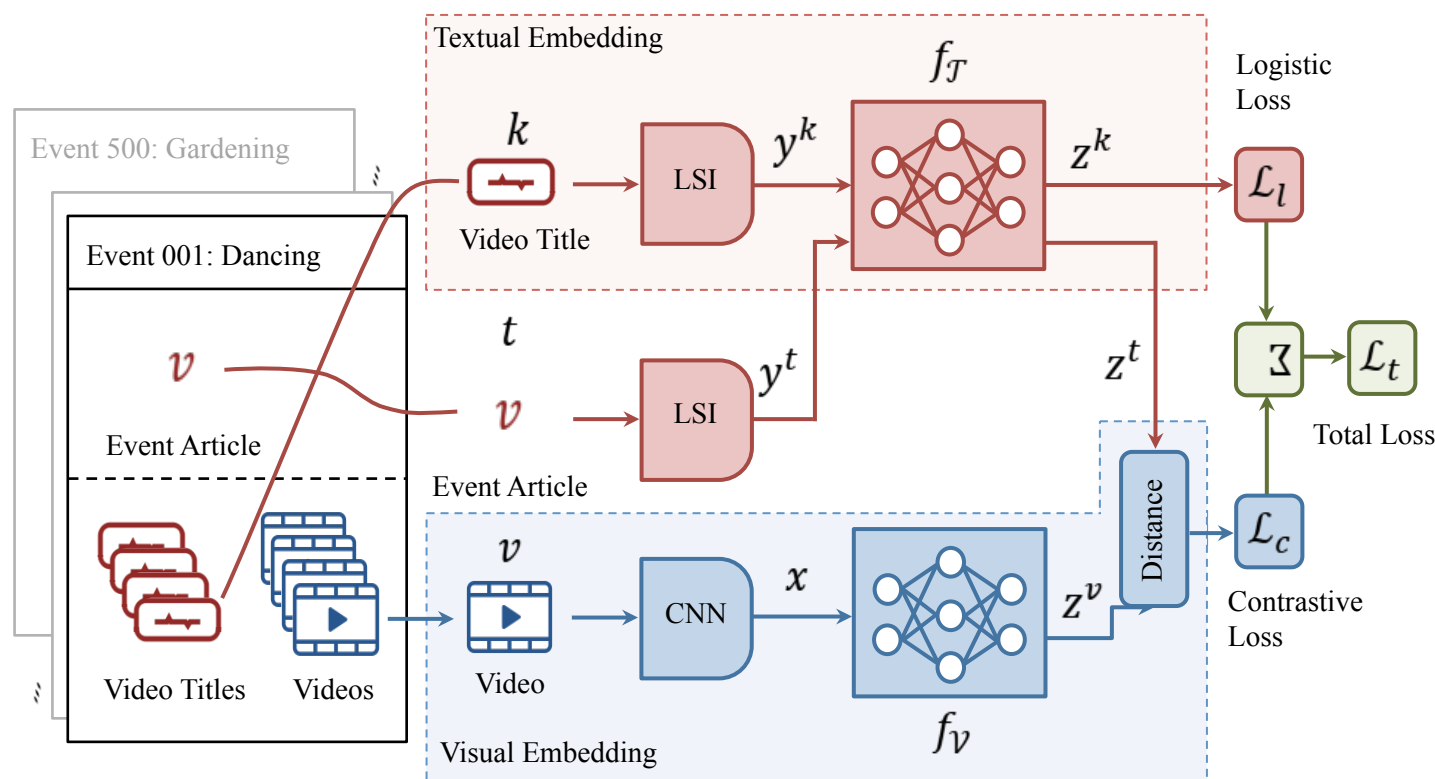 Textual Embedding
f_𝒯
Logistic
Loss
Event 500: Gardening
k
y^k
z^k
LSI
ℒ_l
Video Title
Event 001: Dancing
t
v
y^t
z^t
Σ
ℒ_t
v
LSI
Event Article
Total Loss
Event Article
Distance
v
x
z^v
ℒ_c
CNN
Contrastive
Loss
Video Titles
Videos
Video
f_𝒱
Visual Embedding